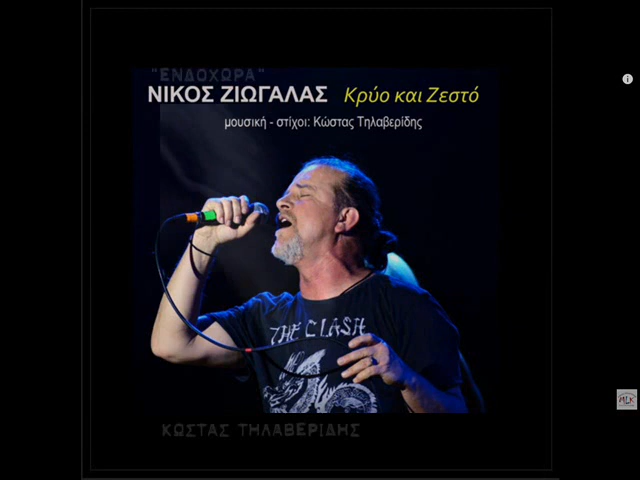 "ΕΝΔΟΧΩΡΑ"
ΝΙΚΟΣ ΖΙΩΓΑΛΑΣ Κρύο και Ζεστό
μουσική - στίχοι: Κώστας Τηλαβερίδης
THE CLASH
ΚΩΣΤΑΣ ΤΗΛΑΒΕΡΙΔΗΣ